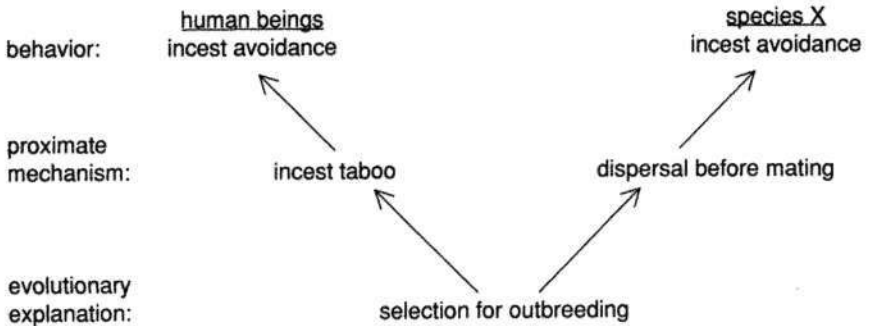 human beings species X
behavior: incest avoidance incest avoidance
proximate
mechanism: incest taboo dispersal before mating
evolutionary
explanation: selection for outbreeding